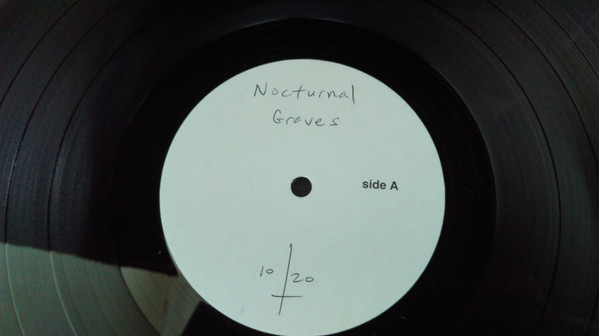 Nocturnal
Graves
side A
10 20